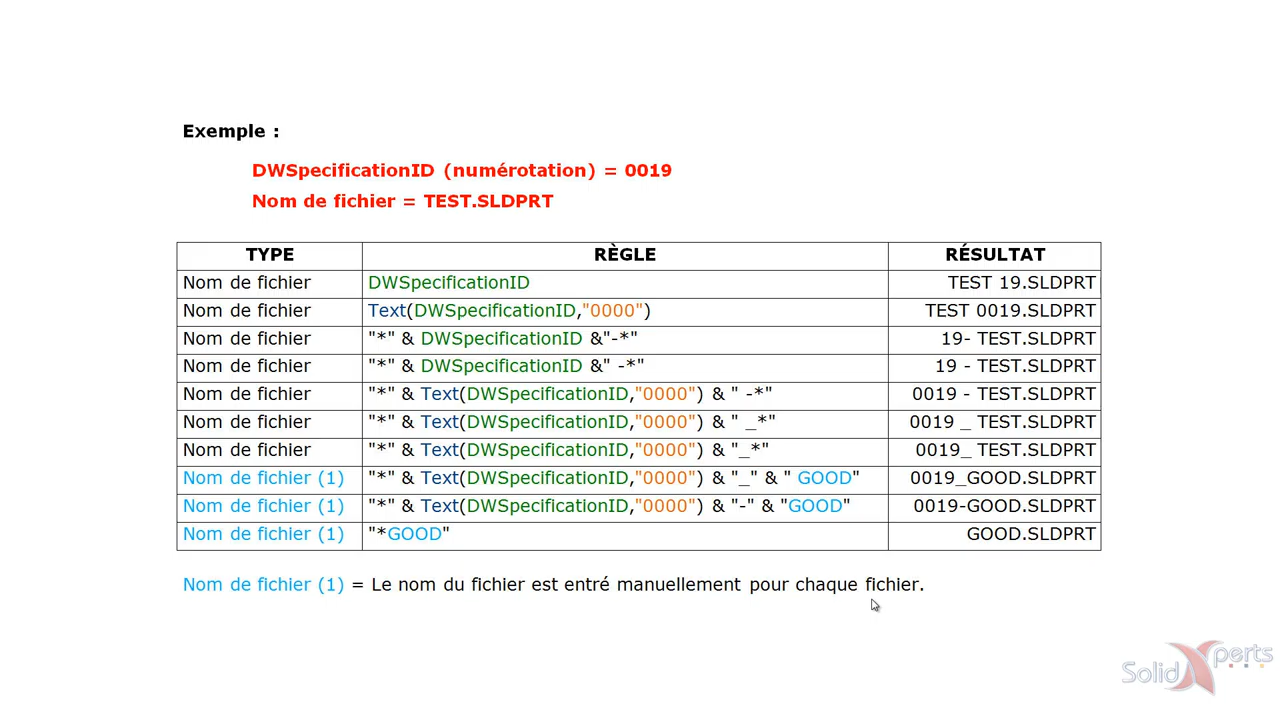 Exemple :
DWSpecificationID (numérotation) = 0019
Nom de fichier = TEST.SLDPRT
TYPE RÈGLE RÉSULTAT
Nom de fichier DWSpecificationID TEST 19.SLDPRT
Nom de fichier Text(DWSpecificationID,"0000") TEST 0019.SLDPRT
Nom de fichier "*" & DWSpecificationID &"-*" 19- TEST.SLDPRT
Nom de fichier "*" & DWSpecificationID &" -*" 19 - TEST.SLDPRT
Nom de fichier "*" & Text(DWSpecificationID,"0000") & " -*" 0019 - TEST.SLDPRT
Nom de fichier "*" & Text(DWSpecificationID,"0000") & " _*" 0019 _ TEST.SLDPRT
Nom de fichier "*" & Text(DWSpecificationID,"0000") & "_*" 0019_ TEST.SLDPRT
Nom de fichier (1) "*" & Text(DWSpecificationID,"0000") & "_" & " GOOD" 0019_GOOD.SLDPRT
Nom de fichier (1) "*" & Text(DWSpecificationID,"0000") & "-" & "GOOD" 0019-GOOD.SLDPRT
Nom de fichier (1) "*GOOD" GOOD.SLDPRT
Nom de fichier (1) = Le nom du fichier est entré manuellement pour chaque fichier.
SolidXperts